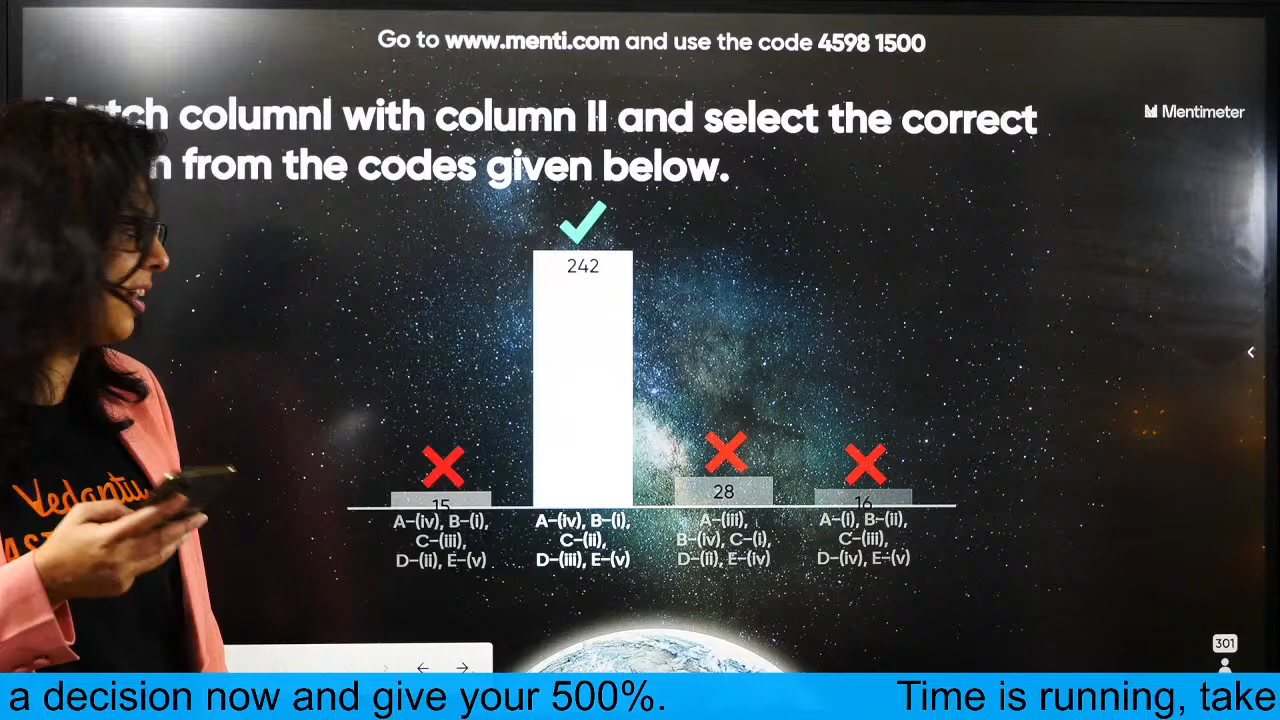 Go to www.menti.com and use the code 4598 1500
Match columnI with column II and select the correct
from the codes given below.
Mentimeter
242
15
28
16
A-(iv), B-(i),
C-(iii),
D-(ii), E-(v)
A-(iv), B-(i),
C-(ii),
D-(iii), E-(v)
A-(iii),
B-(iv), C-(i),
D-(ii), E-(iv)
A-(i), B-(ii),
C-(iii),
D-(iv), E-(v)
Vedantu
301
a decision now and give your 500%. Time is running, take